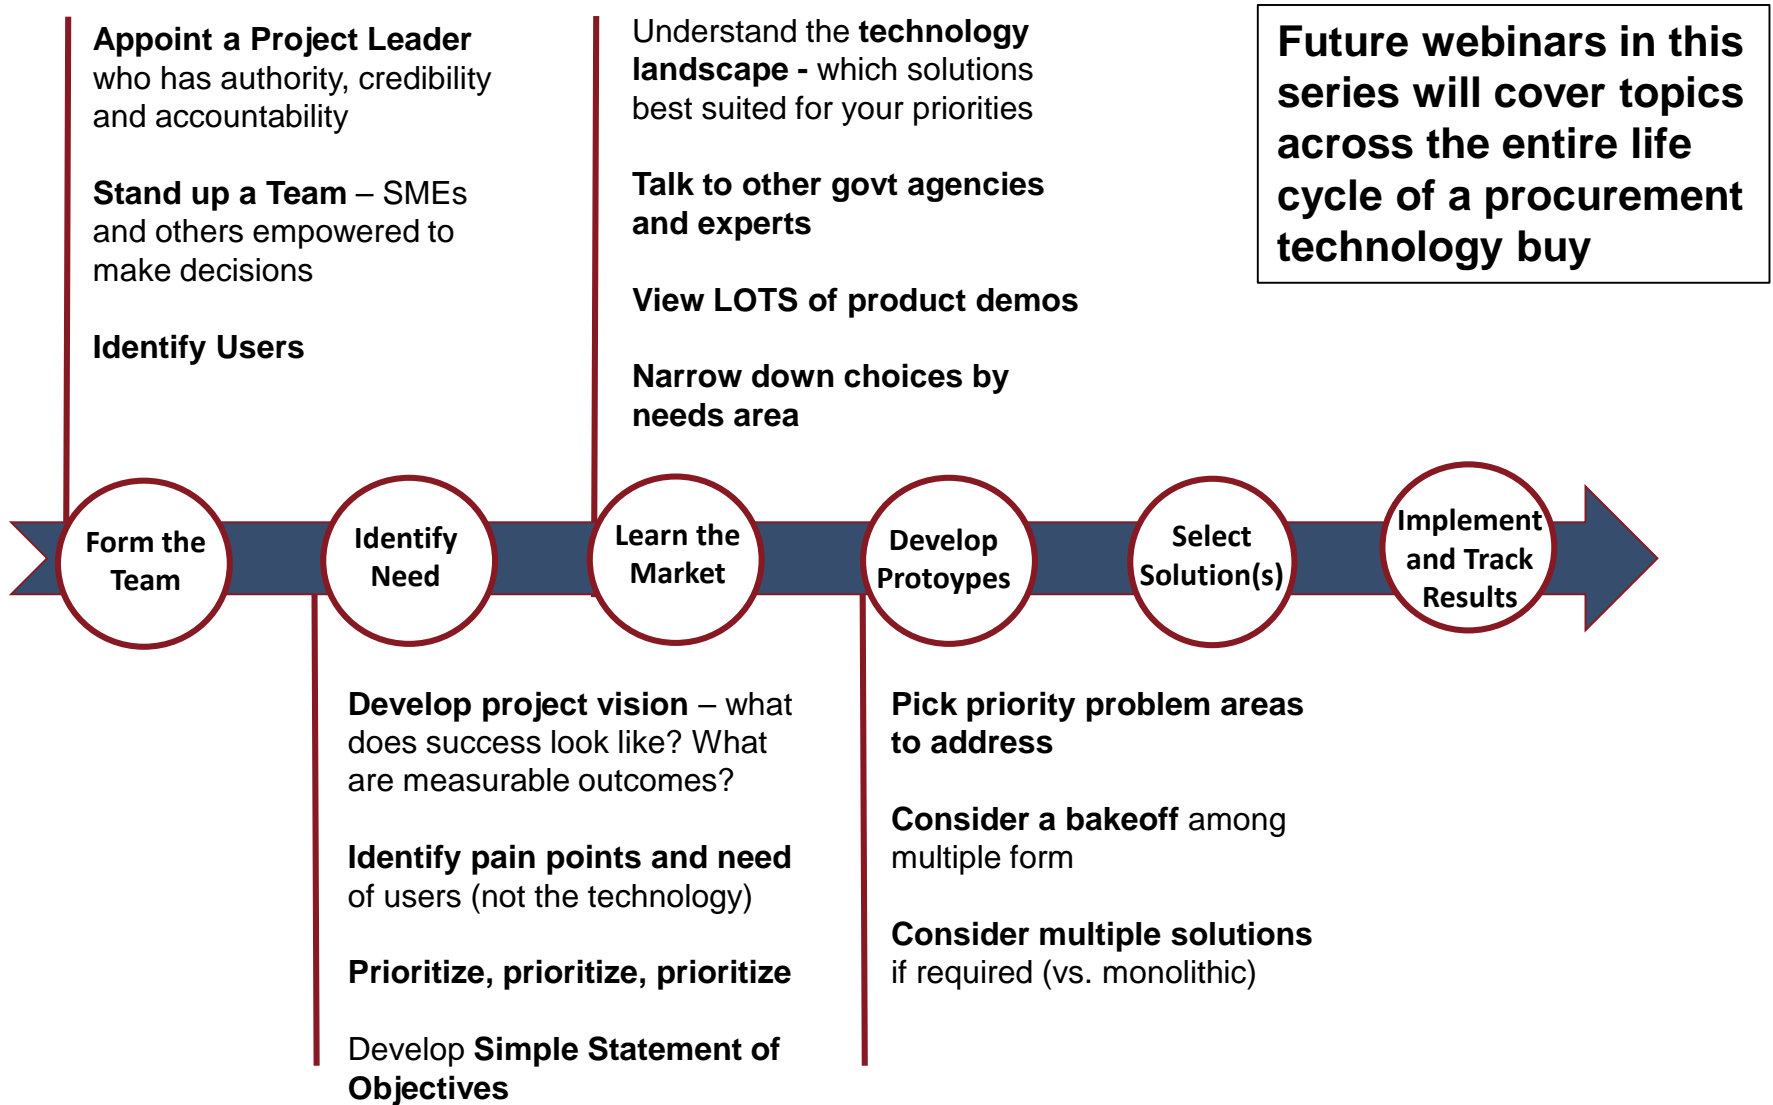 Appoint a Project Leader
who has authority, credibility
and accountability
Stand up a Team – SMEs
and others empowered to
make decisions
Identify Users
Understand the technology
landscape - which solutions
best suited for your priorities
Talk to other govt agencies
and experts
View LOTS of product demos
Narrow down choices by
needs area
Future webinars in this
series will cover topics
across the entire life
cycle of a procurement
technology buy
Form the
Team
Identify
Need
Learn the
Market
Develop
Protoypes
Select
Solution(s)
Implement
and Track
Results
Develop project vision – what
does success look like? What
are measurable outcomes?
Identify pain points and need
of users (not the technology)
Prioritize, prioritize, prioritize
Develop Simple Statement of
Objectives
Pick priority problem areas
to address
Consider a bakeoff among
multiple form
Consider multiple solutions
if required (vs. monolithic)